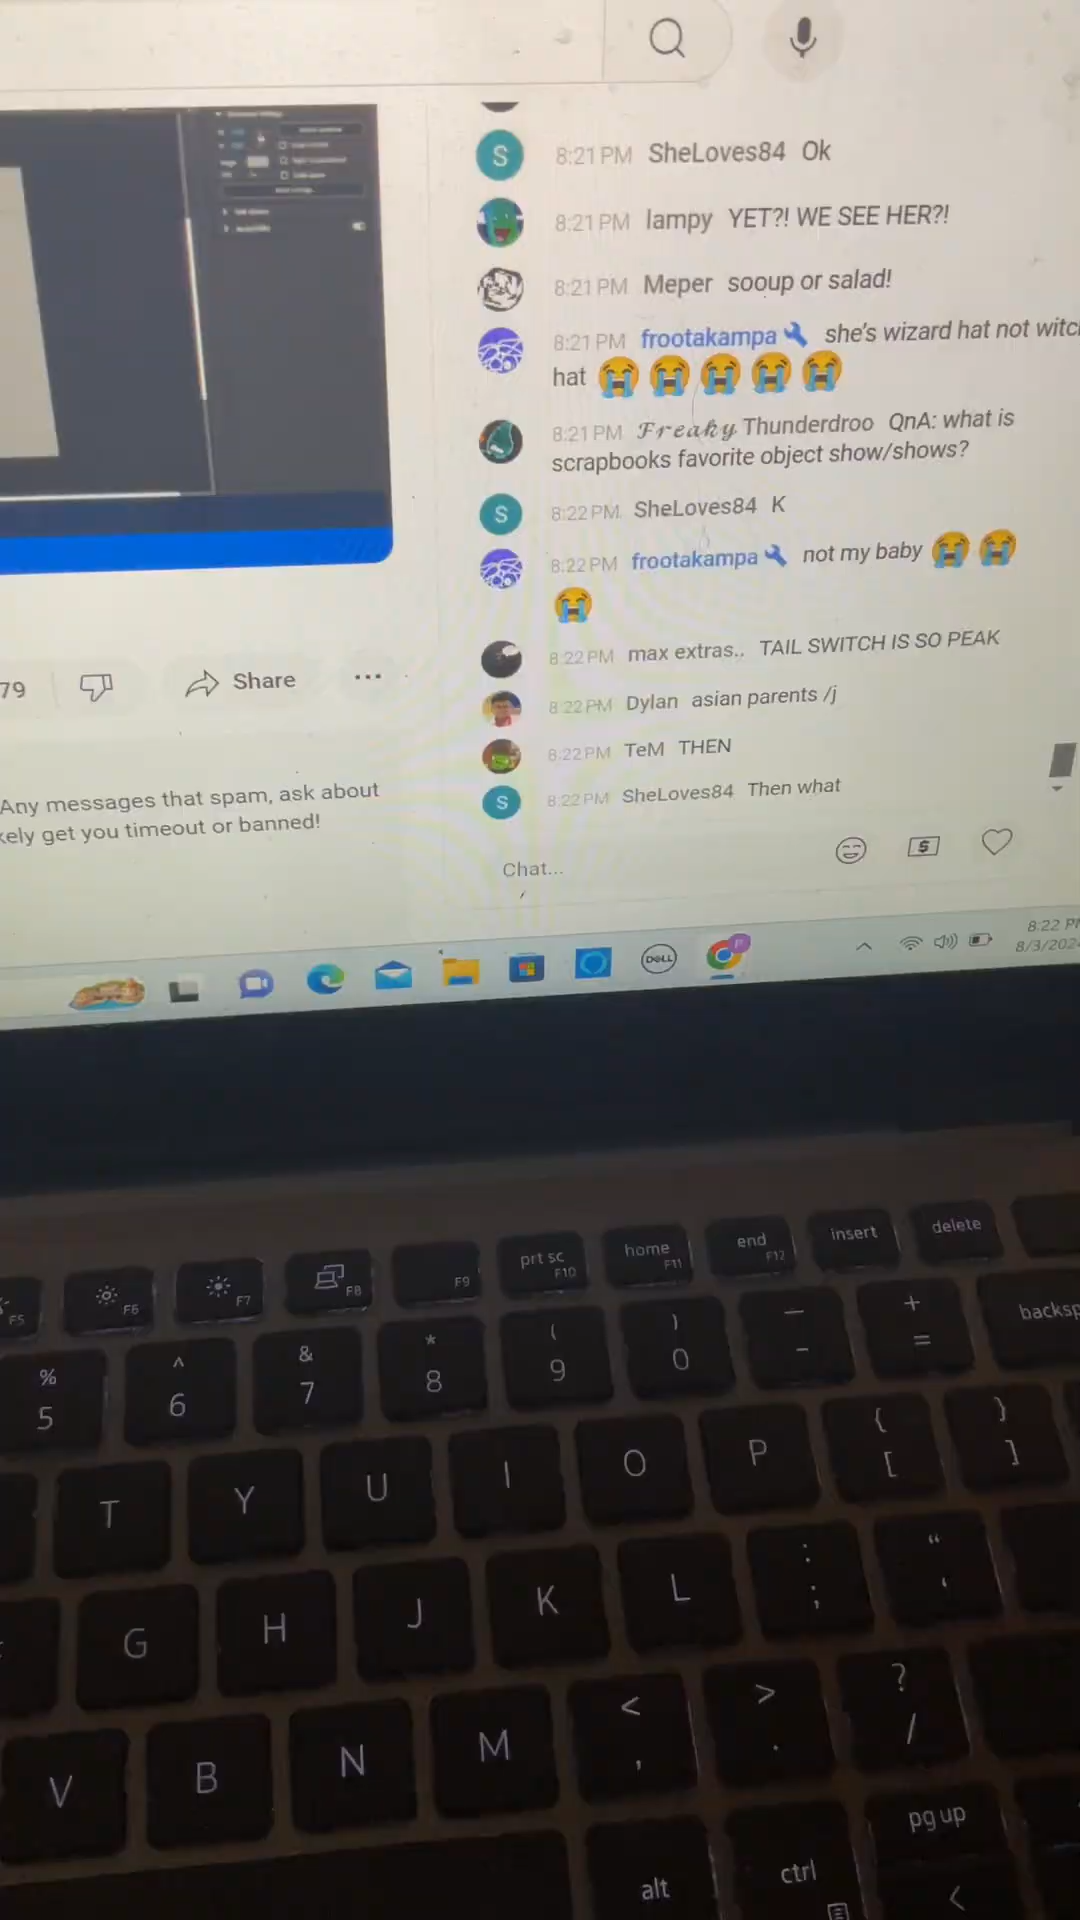 S 8:21 PM SheLoves84 Ok
8:21 PM lampy YET?! WE SEE HER?!
8:21 PM Meper sooup or salad!
8:21 PM frootakampa she's wizard hat not
hat 😭😭😭😭😭
8:21 PM 𝓕𝓻𝓮𝓪𝓴𝔂 Thunderdroo QnA: what is
scrapbooks favorite object show/shows?
S 8:22 PM SheLoves84 K
8:22 PM frootakampa not my baby 😭😭
😭
8:22 PM max extras.. TAIL SWITCH IS SO PEAK
8:22 PM Dylan asian parents /j
8:22 PM TeM THEN
S 8:22 PM SheLoves84 Then what
Chat...
79 Share ...
Any messages that spam, ask about
get you timeout or banned!
DELL P
8:22
8/3/202
F5 F6 F7 F8 F9 prt sc F10 home F11 end F12 insert delete
% 5 ^ 6 & 7 * 8 ( 9 ) 0 _ - + =
T Y U I O P { [ } ]
G H J K L : ; " '
V B N M < , > . ? /
alt ctrl pg up <